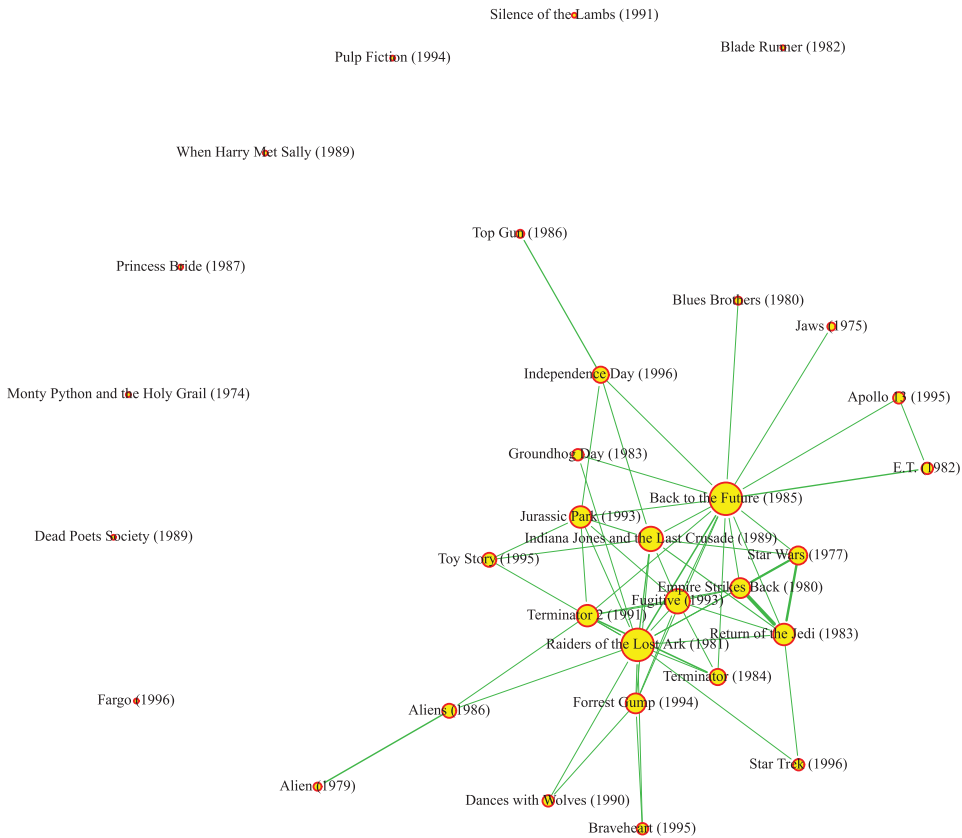 Silence of the Lambs (1991)
Blade Runner (1982)
Pulp Fiction (1994)
When Harry Met Sally (1989)
Top Gun (1986)
Princess Bride (1987)
Blues Brothers (1980)
Jaws (1975)
Independence Day (1996)
Monty Python and the Holy Grail (1974)
Apollo 13 (1995)
Groundhog Day (1983)
E.T. (1982)
Back to the Future (1985)
Jurassic Park (1993)
Dead Poets Society (1989)
Indiana Jones and the Last Crusade (1989)
Star Wars (1977)
Toy Story (1995)
Empire Strikes Back (1980)
Fugitive (1993)
Terminator 2 (1991)
Return of the Jedi (1983)
Raiders of the Lost Ark (1981)
Terminator (1984)
Fargo (1996)
Forrest Gump (1994)
Aliens (1986)
Star Trek (1996)
Alien (1979)
Dances with Wolves (1990)
Braveheart (1995)